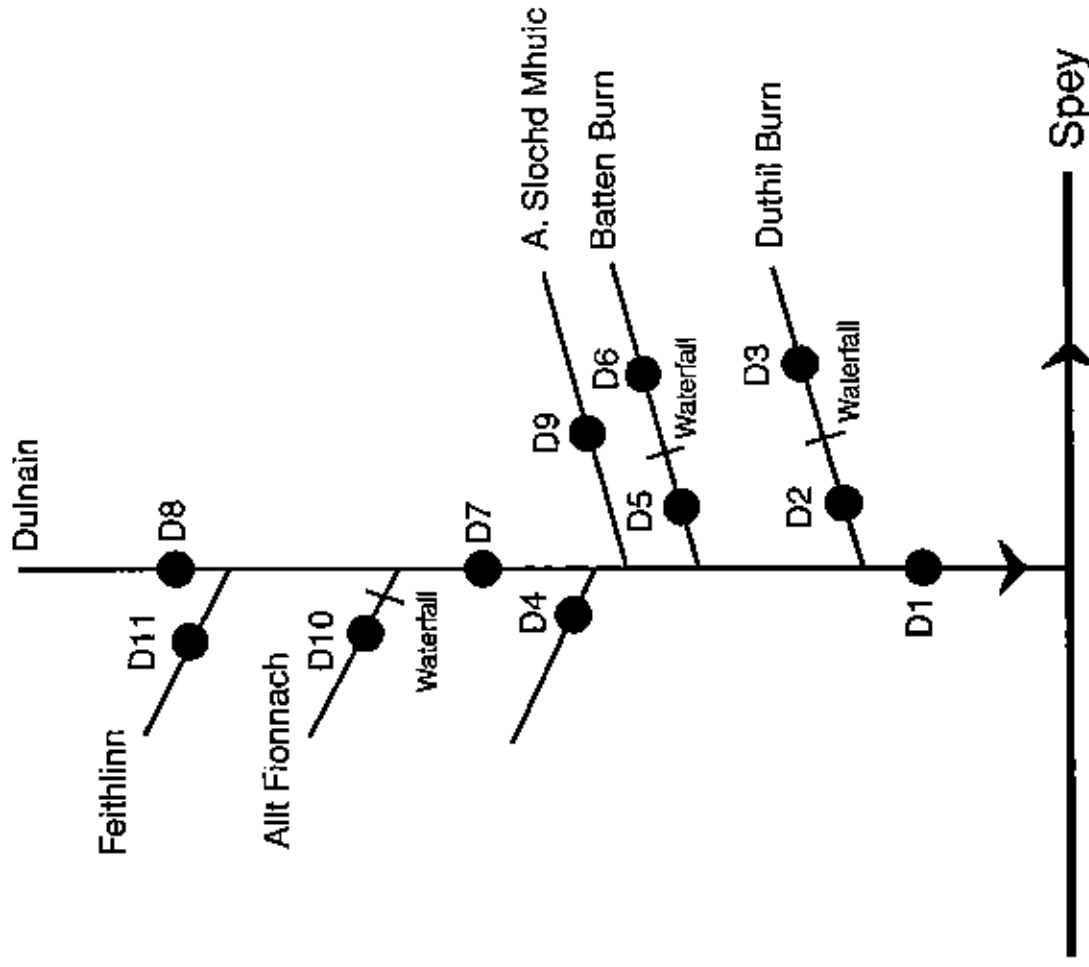 Dulnain
D8
D11
Feithlinn
D10
Waterfall
Allt Fionnach
D7
D4
A. Slochd Mhuic
D9
Batten Burn
D6
Waterfall
D5
Duthil Burn
D3
Waterfall
D2
D1
Spey